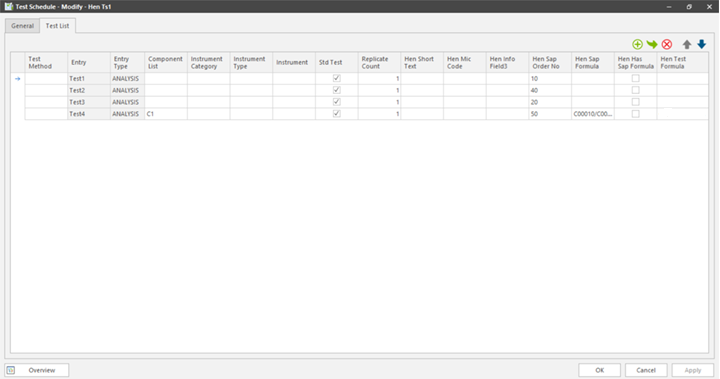 Test Schedule - Modify - Hen Ts1
General Test List
Test Method Entry Entry Type Component List Instrument Category Instrument Type Instrument Std Test Replicate Count Hen Short Text Hen Mic Code Hen Info Field3 Hen Sap Order No Hen Sap Formula Hen Has Sap Formula Hen Test Formula
Test1 ANALYSIS 1 10
Test2 ANALYSIS 1 40
Test3 ANALYSIS 1 20
Test4 ANALYSIS C1 1 50 C00010/C00...
Overview OK Cancel Apply